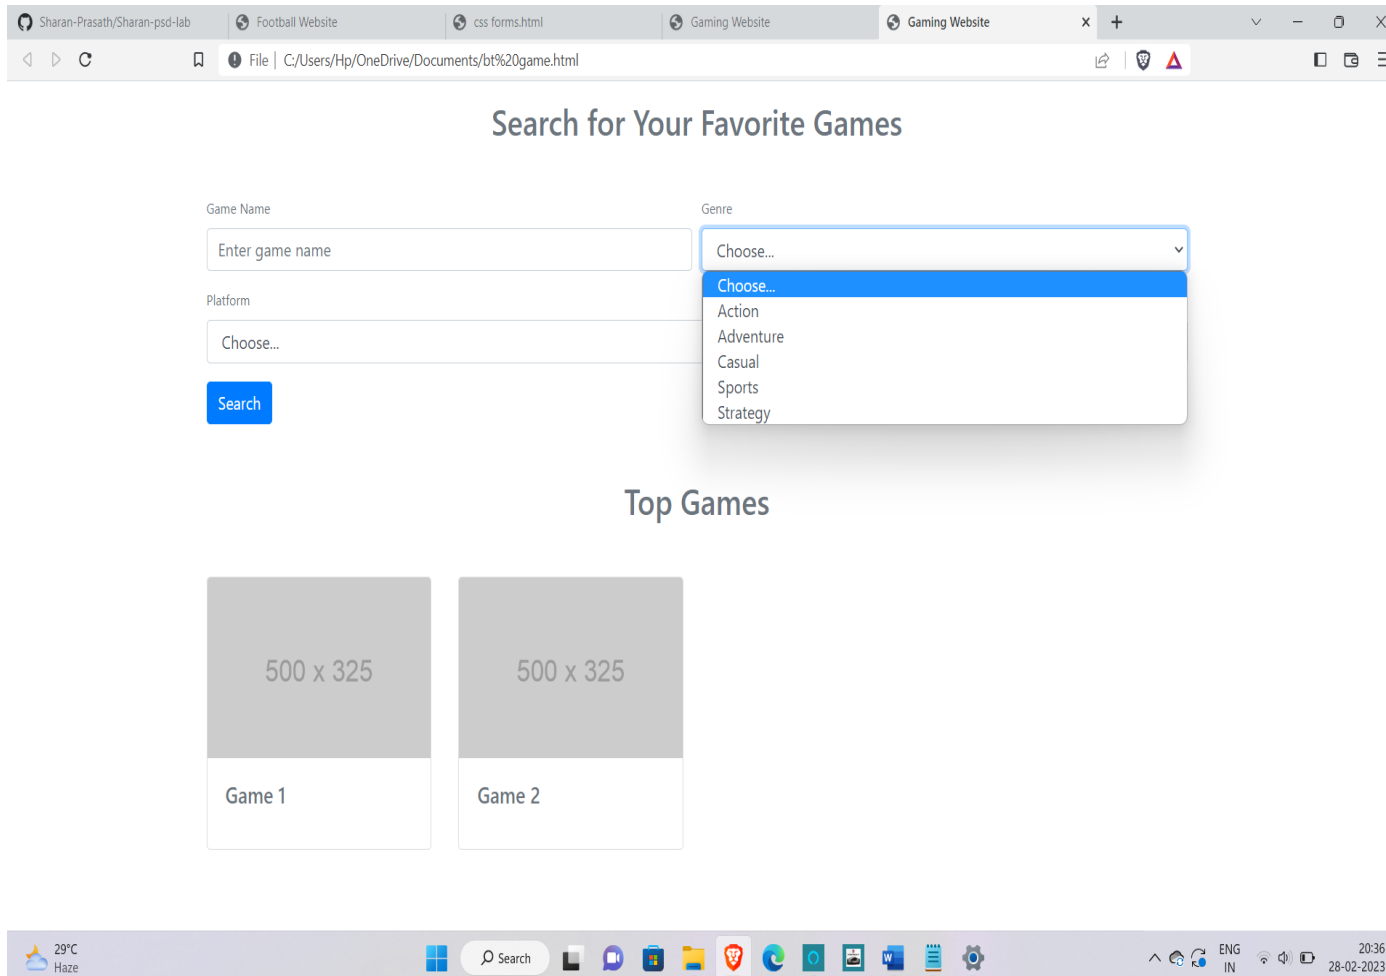 Sharan-Prasath/Sharan-psd-lab Football Website css forms.html Gaming Website Gaming Website
File C:/Users/Hp/OneDrive/Documents/bt%20game.html
Search for Your Favorite Games
Game Name Genre
Enter game name Choose...
Choose...
Platform
Action
Adventure
Choose...
Casual
Sports
Search
Strategy
Top Games
500 x 325 500 x 325
Game 1 Game 2
29°C
Haze
Search
ENG
IN
20:36
28-02-2023